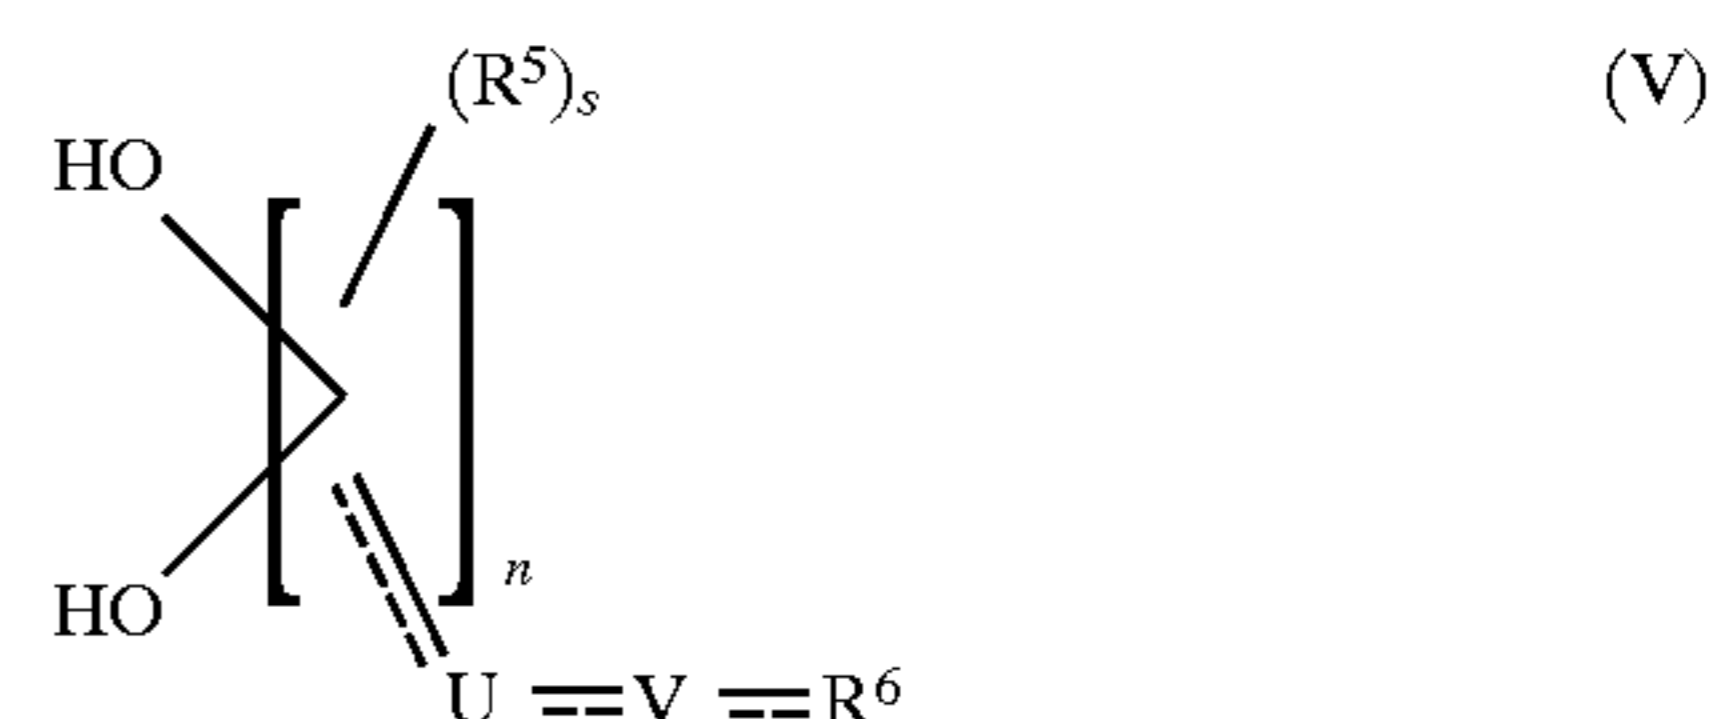 (R⁵)ₛ (V)
HO
n
HO
U V R⁶